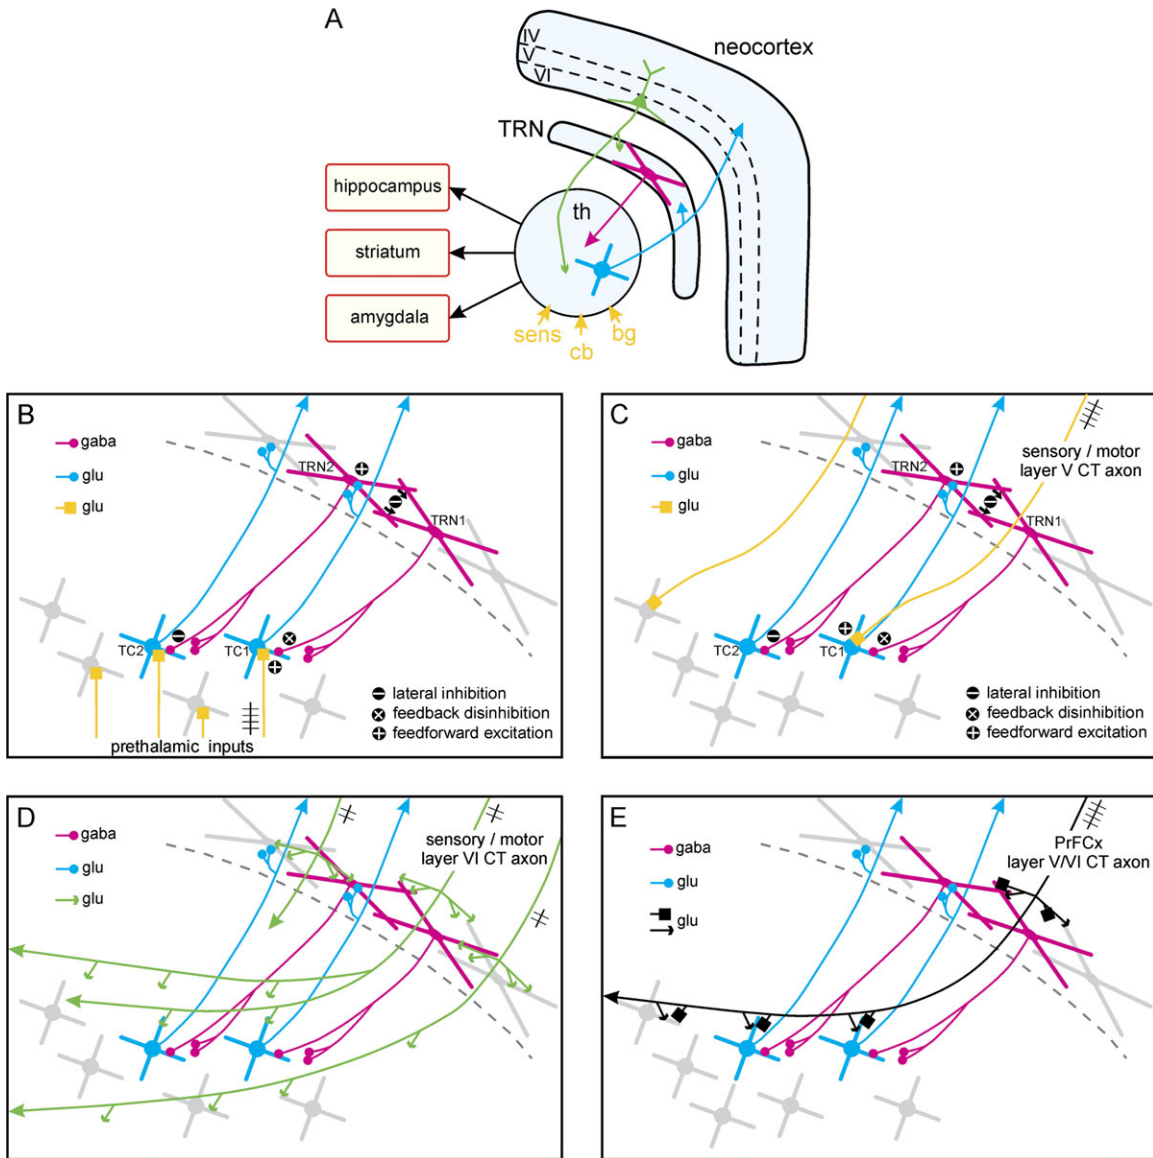 A
IV
V
VI
neocortex
TRN
hippocampus
th
striatum
amygdala
sens
cb
bg
B
gaba
glu
glu
TRN2
TRN1
TC2
TC1
lateral inhibition
feedback disinhibition
feedforward excitation
prethalamic inputs
C
gaba
glu
glu
sensory / motor
layer V CT axon
TRN2
TRN1
TC2
TC1
lateral inhibition
feedback disinhibition
feedforward excitation
D
gaba
glu
glu
sensory / motor
layer VI CT axon
E
gaba
glu
glu
PrFCx
layer V/VI CT axon